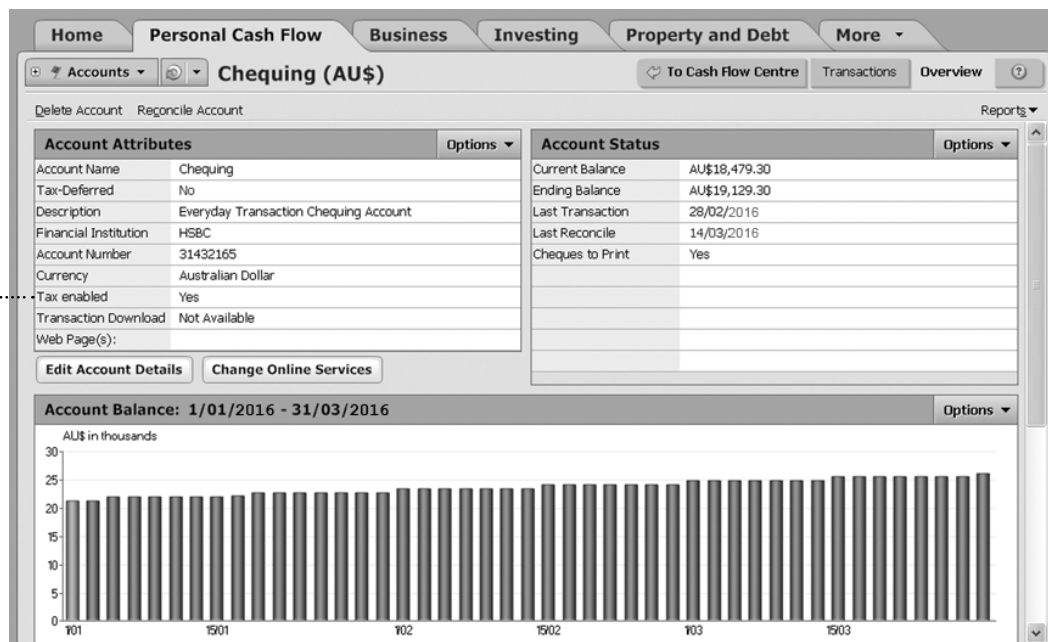 Home Personal Cash Flow Business Investing Property and Debt More
Accounts Chequing (AU$) To Cash Flow Centre Transactions Overview ?
Delete Account Reconcile Account Reports
Account Attributes Options
Account Name Chequing
Tax-Deferred No
Description Everyday Transaction Chequing Account
Financial Institution HSBC
Account Number 31432165
Currency Australian Dollar
Tax enabled Yes
Transaction Download Not Available
Web Page(s):
Edit Account Details Change Online Services
Account Status Options
Current Balance AU$18,479.30
Ending Balance AU$19,129.30
Last Transaction 28/02/2016
Last Reconcile 14/03/2016
Cheques to Print Yes
Account Balance: 1/01/2016 - 31/03/2016 Options
AU$ in thousands
30
25
20
15
10
5
0
1/01 15/01 1/02 15/02 1/03 15/03